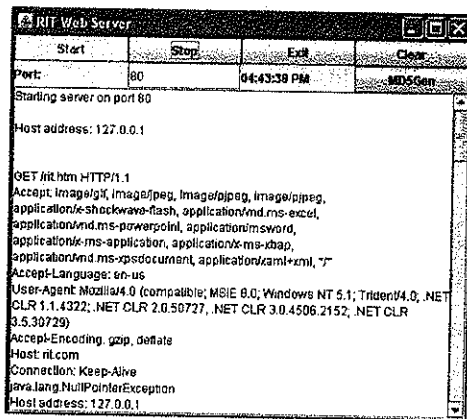 RIT Web Server
Start Stop Exit Clear
Port: 80 04:43:39 PM MD5Gen
Starting server on port 80
Host address: 127.0.0.1
GET /rit.htm HTTP/1.1
Accept: image/gif, image/jpeg, image/pjpeg, image/pjpeg,
application/x-shockwave-flash, application/vnd.ms-excel,
application/vnd.ms-powerpoint, application/msword,
application/x-ms-application, application/x-ms-xbap,
application/vnd.ms-xpsdocument, application/xaml+xml, */*
Accept-Language: en-us
User-Agent: Mozilla/4.0 (compatible; MSIE 8.0; Windows NT 5.1; Trident/4.0; .NET
CLR 1.1.4322; .NET CLR 2.0.50727; .NET CLR 3.0.4506.2152; .NET CLR
3.5.30729)
Accept-Encoding: gzip, deflate
Host: rit.com
Connection: Keep-Alive
java.lang.NullPointerException
Host address: 127.0.0.1